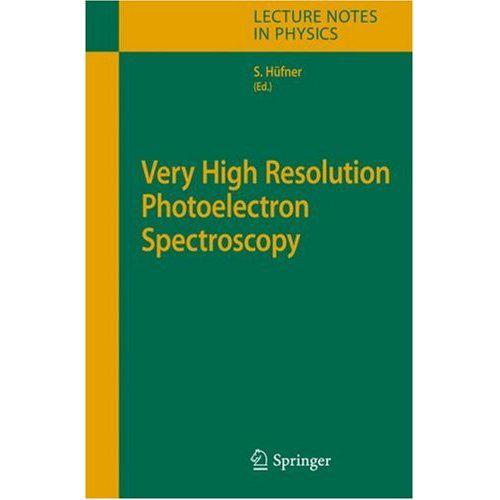 LECTURE NOTES
IN PHYSICS
S. Hüfner
(Ed.)
Very High Resolution
Photoelectron
Spectroscopy
Springer